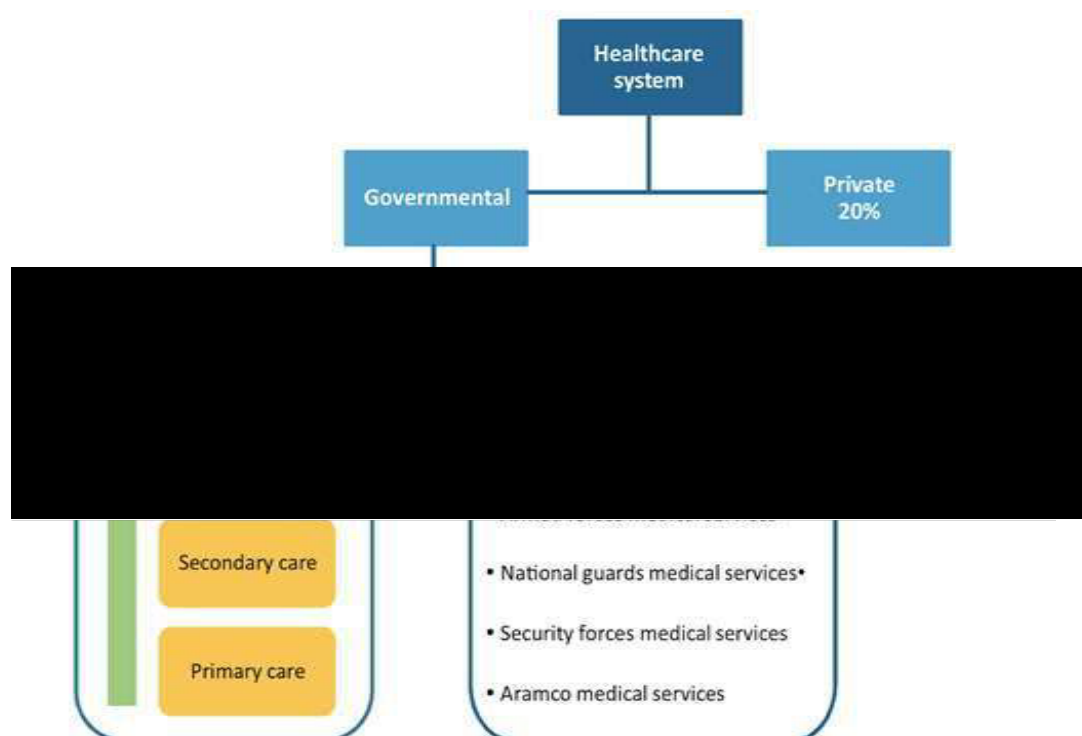 Healthcare
system
Governmental
Private
20%
Secondary care
• National guards medical services•
Primary care
• Security forces medical services
• Aramco medical services